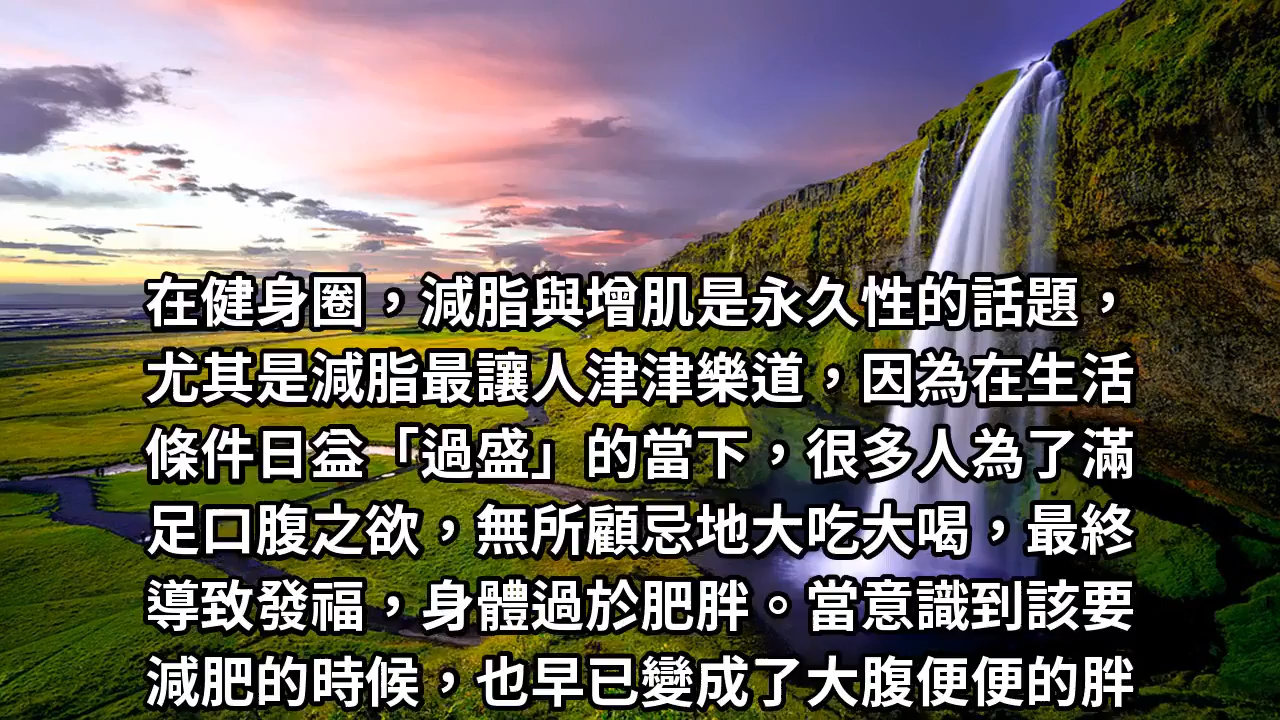 在健身圈，減脂與增肌是永久性的話題，
尤其是減脂最讓人津津樂道，因為在生活
條件日益「過盛」的當下，很多人為了滿
足口腹之欲，無所顧忌地大吃大喝，最終
導致發福，身體過於肥胖。當意識到該要
減肥的時候，也早已變成了大腹便便的胖